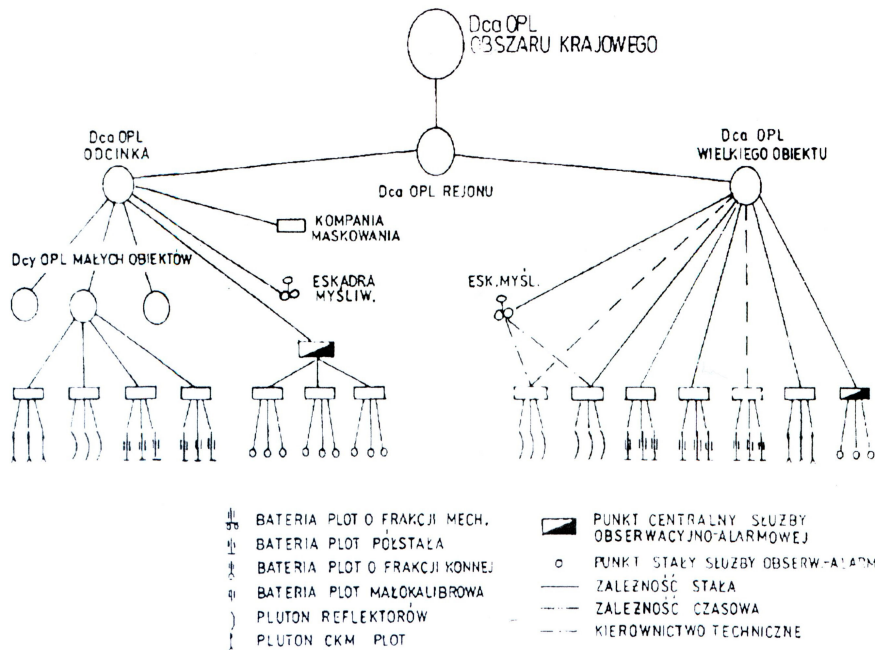 Dca OPL
OBSZARU KRAJOWEGO
Dca OPL
ODCINKA
Dca OPL
WIELKIEGO OBIEKTU
Dca OPL REJONU
KOMPANIA
MASKOWANIA
Dcy OPL MAŁYCH OBIEKTÓW
ESKADRA
MYŚLIW.
ESK. MYŚL.
BATERIA PLOT O FRAKCJI MECH.
BATERIA PLOT PÓŁSTAŁA
BATERIA PLOT O FRAKCJI KONNEJ
BATERIA PLOT MAŁOKALIBROWA
PLUTON REFLEKTORÓW
PLUTON CKM PLOT
PUNKT CENTRALNY SŁUŻBY
OBSERWACYJNO-ALARMOWEJ
PUNKT STAŁY SŁUŻBY OBSERW.-ALARM
ZALEŻNOŚĆ STAŁA
ZALEŻNOŚĆ CZASOWA
KIEROWNICTWO TECHNICZNE